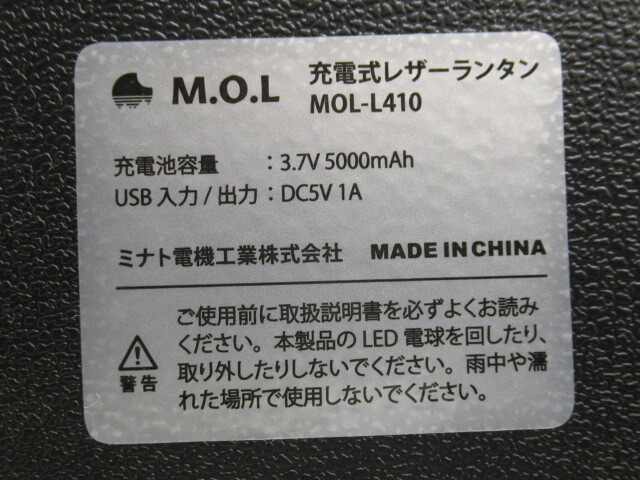 M.O.L 充電式レザーランタン
MOL-L410
充電池容量 : 3.7V 5000mAh
USB 入力 / 出力 : DC5V 1A
ミナト電機工業株式会社 MADE IN CHINA
ご使用前に取扱説明書を必ずよくお読み
ください。本製品の LED 電球を回したり、
取り外したりしないでください。雨中や濡
れた場所で使用しないでください。
警告